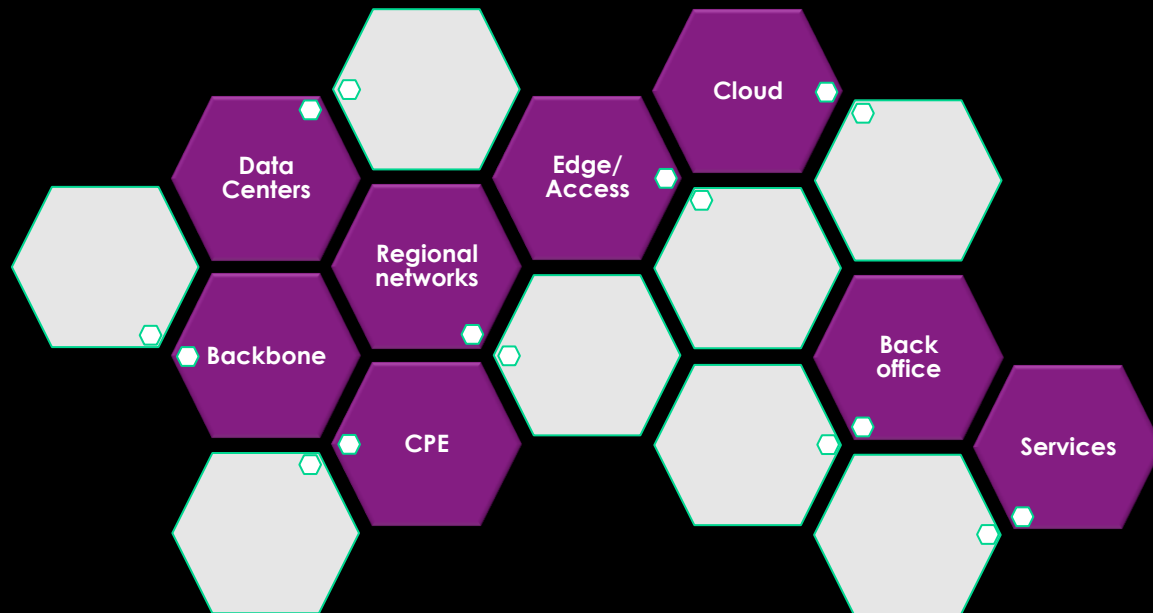 Cloud
Data
Centers
Edge/
Access
Regional
networks
Backbone
Back
office
CPE
Services